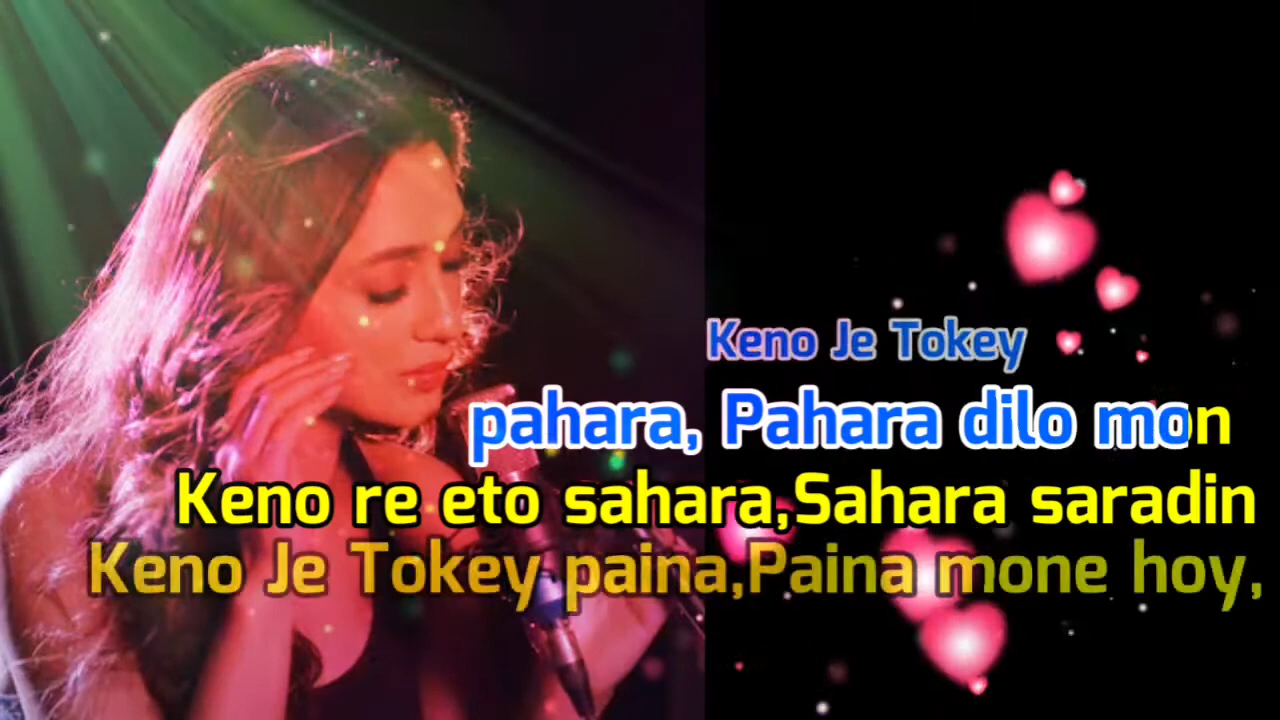 Keno Je Tokey
pahara, Pahara dilo mon
Keno re eto sahara,Sahara saradin
Keno Je Tokey paina,Paina mone hoy,